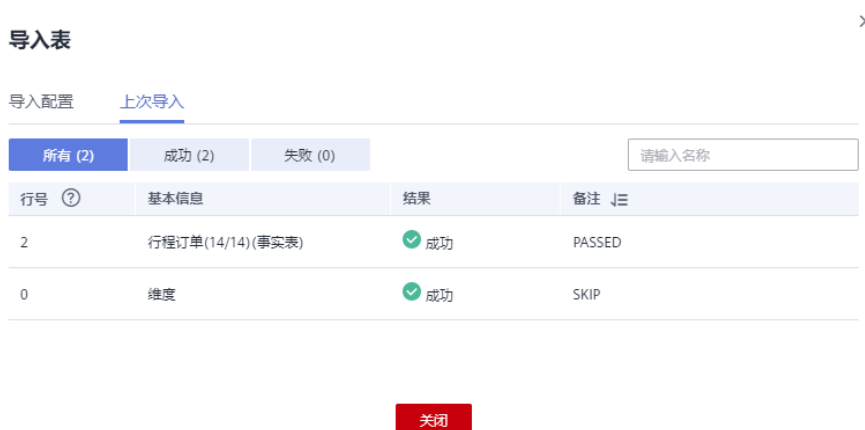 导入表
导入配置 上次导入
所有 (2) 成功 (2) 失败 (0) 请输入名称
行号 ? 基本信息 结果 备注
2 行程订单(14/14)(事实表) 成功 PASSED
0 维度 成功 SKIP
关闭